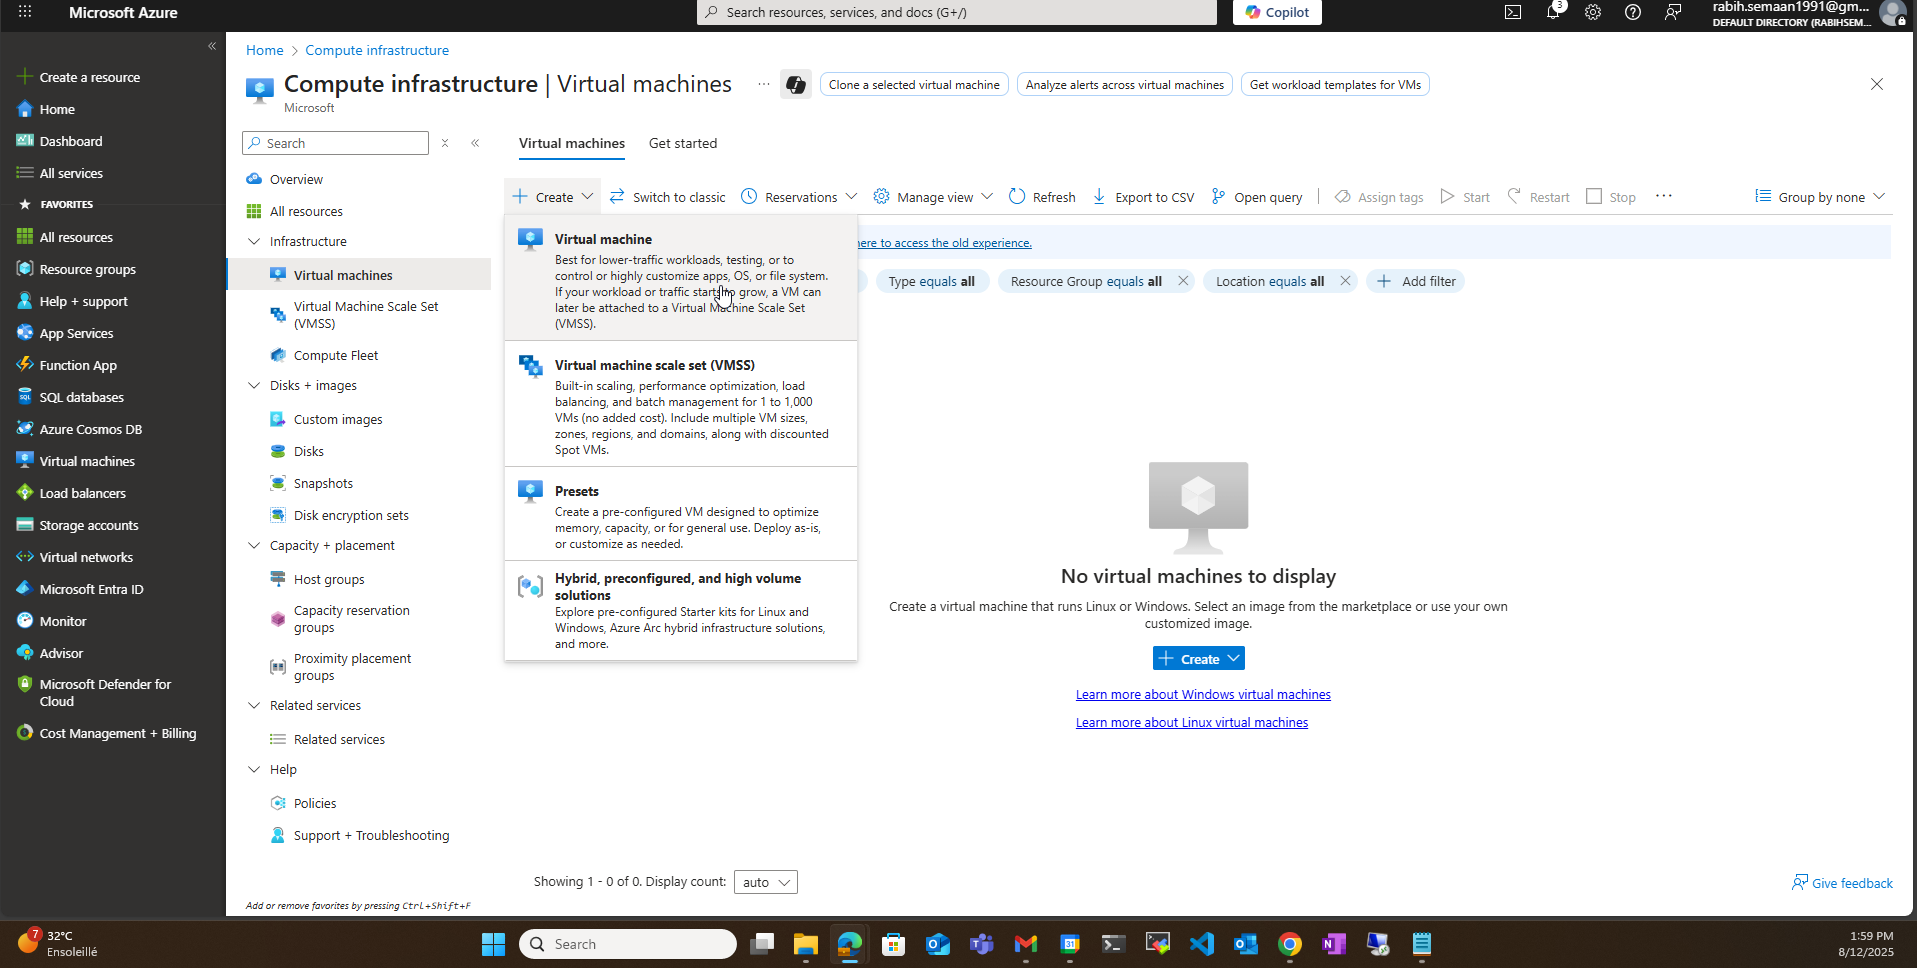 Microsoft Azure
Search resources, services, and docs (G+/)
Copilot
3
rabih.semaan1991@gm...
DEFAULT DIRECTORY (RABIHSEM...
Create a resource
Home
Dashboard
All services
FAVORITES
All resources
Resource groups
Help + support
App Services
Function App
SQL databases
Azure Cosmos DB
Virtual machines
Load balancers
Storage accounts
Virtual networks
Microsoft Entra ID
Monitor
Advisor
Microsoft Defender for
Cloud
Cost Management + Billing
Home > Compute infrastructure
Compute infrastructure | Virtual machines
Microsoft
Clone a selected virtual machine
Analyze alerts across virtual machines
Get workload templates for VMs
Search
Overview
All resources
Infrastructure
Virtual machines
Virtual Machine Scale Set
(VMSS)
Compute Fleet
Disks + images
Custom images
Disks
Snapshots
Disk encryption sets
Capacity + placement
Host groups
Capacity reservation
groups
Proximity placement
groups
Related services
Related services
Help
Policies
Support + Troubleshooting
Add or remove favorites by pressing Ctrl+Shift+F
Virtual machines
Get started
Create
Switch to classic
Reservations
Manage view
Refresh
Export to CSV
Open query
Assign tags
Start
Restart
Stop
Group by none
here to access the old experience.
Type equals all
Resource Group equals all
Location equals all
Add filter
Virtual machine
Best for lower-traffic workloads, testing, or to
control or highly customize apps, OS, or file system.
If your workload or traffic starts to grow, a VM can
later be attached to a Virtual Machine Scale Set
(VMSS).
Virtual machine scale set (VMSS)
Built-in scaling, performance optimization, load
balancing, and batch management for 1 to 1,000
VMs (no added cost). Include multiple VM sizes,
zones, regions, and domains, along with discounted
Spot VMs.
Presets
Create a pre-configured VM designed to optimize
memory, capacity, or for general use. Deploy as-is,
or customize as needed.
Hybrid, preconfigured, and high volume
solutions
Explore pre-configured Starter kits for Linux and
Windows, Azure Arc hybrid infrastructure solutions,
and more.
No virtual machines to display
Create a virtual machine that runs Linux or Windows. Select an image from the marketplace or use your own
customized image.
Create
Learn more about Windows virtual machines
Learn more about Linux virtual machines
Showing 1 - 0 of 0. Display count: auto
Give feedback
7
32°C
Ensoleillé
Search
31
1:59 PM
8/12/2025